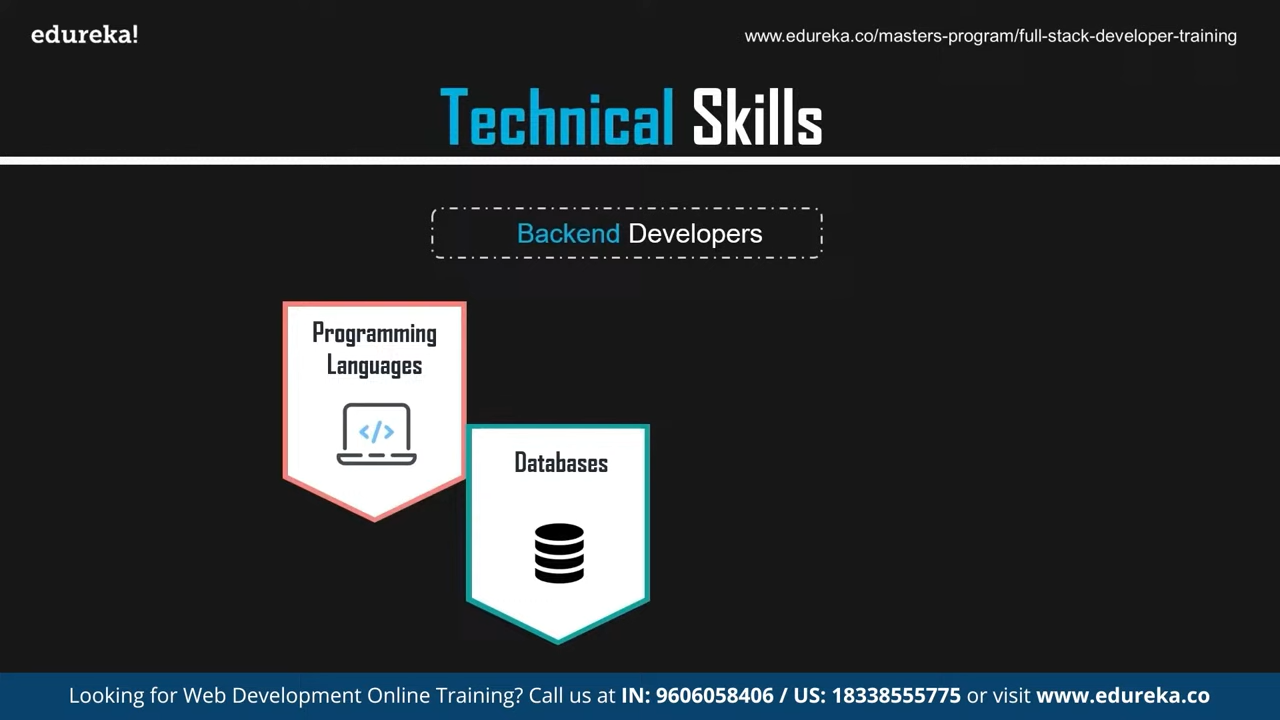 edureka!
www.edureka.co/masters-program/full-stack-developer-training
Technical Skills
Backend Developers
Programming
Languages
</>
Databases
Looking for Web Development Online Training? Call us at IN: 9606058406 / US: 18338555775 or visit www.edureka.co